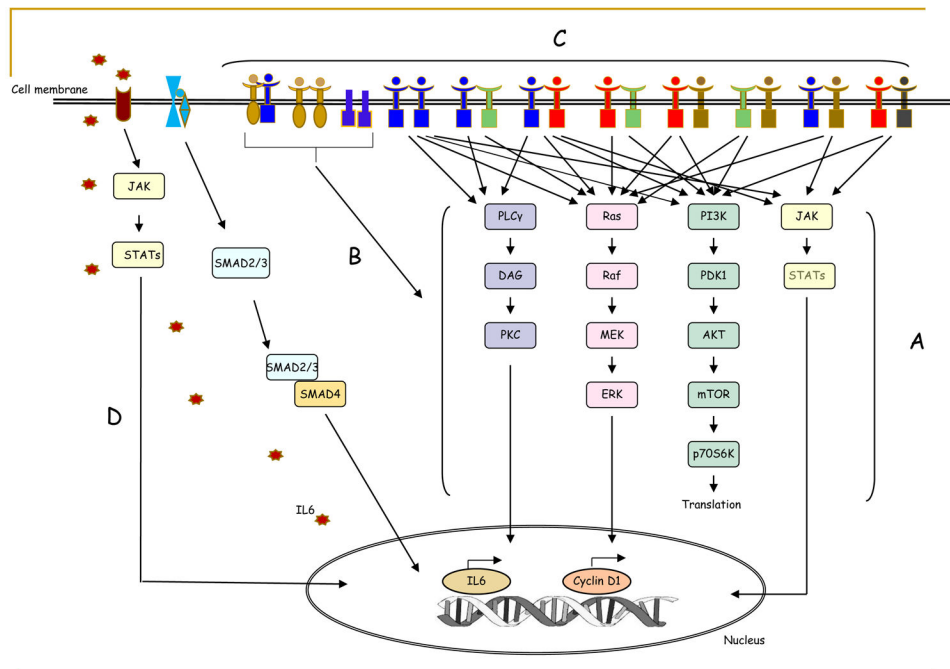 C
Cell membrane
JAK
STATs
SMAD2/3
SMAD2/3
SMAD4
B
D
A
PLCγ
Ras
PI3K
JAK
DAG
Raf
PDK1
STATs
PKC
MEK
AKT
ERK
mTOR
p70S6K
Translation
IL6
IL6
Cyclin D1
Nucleus